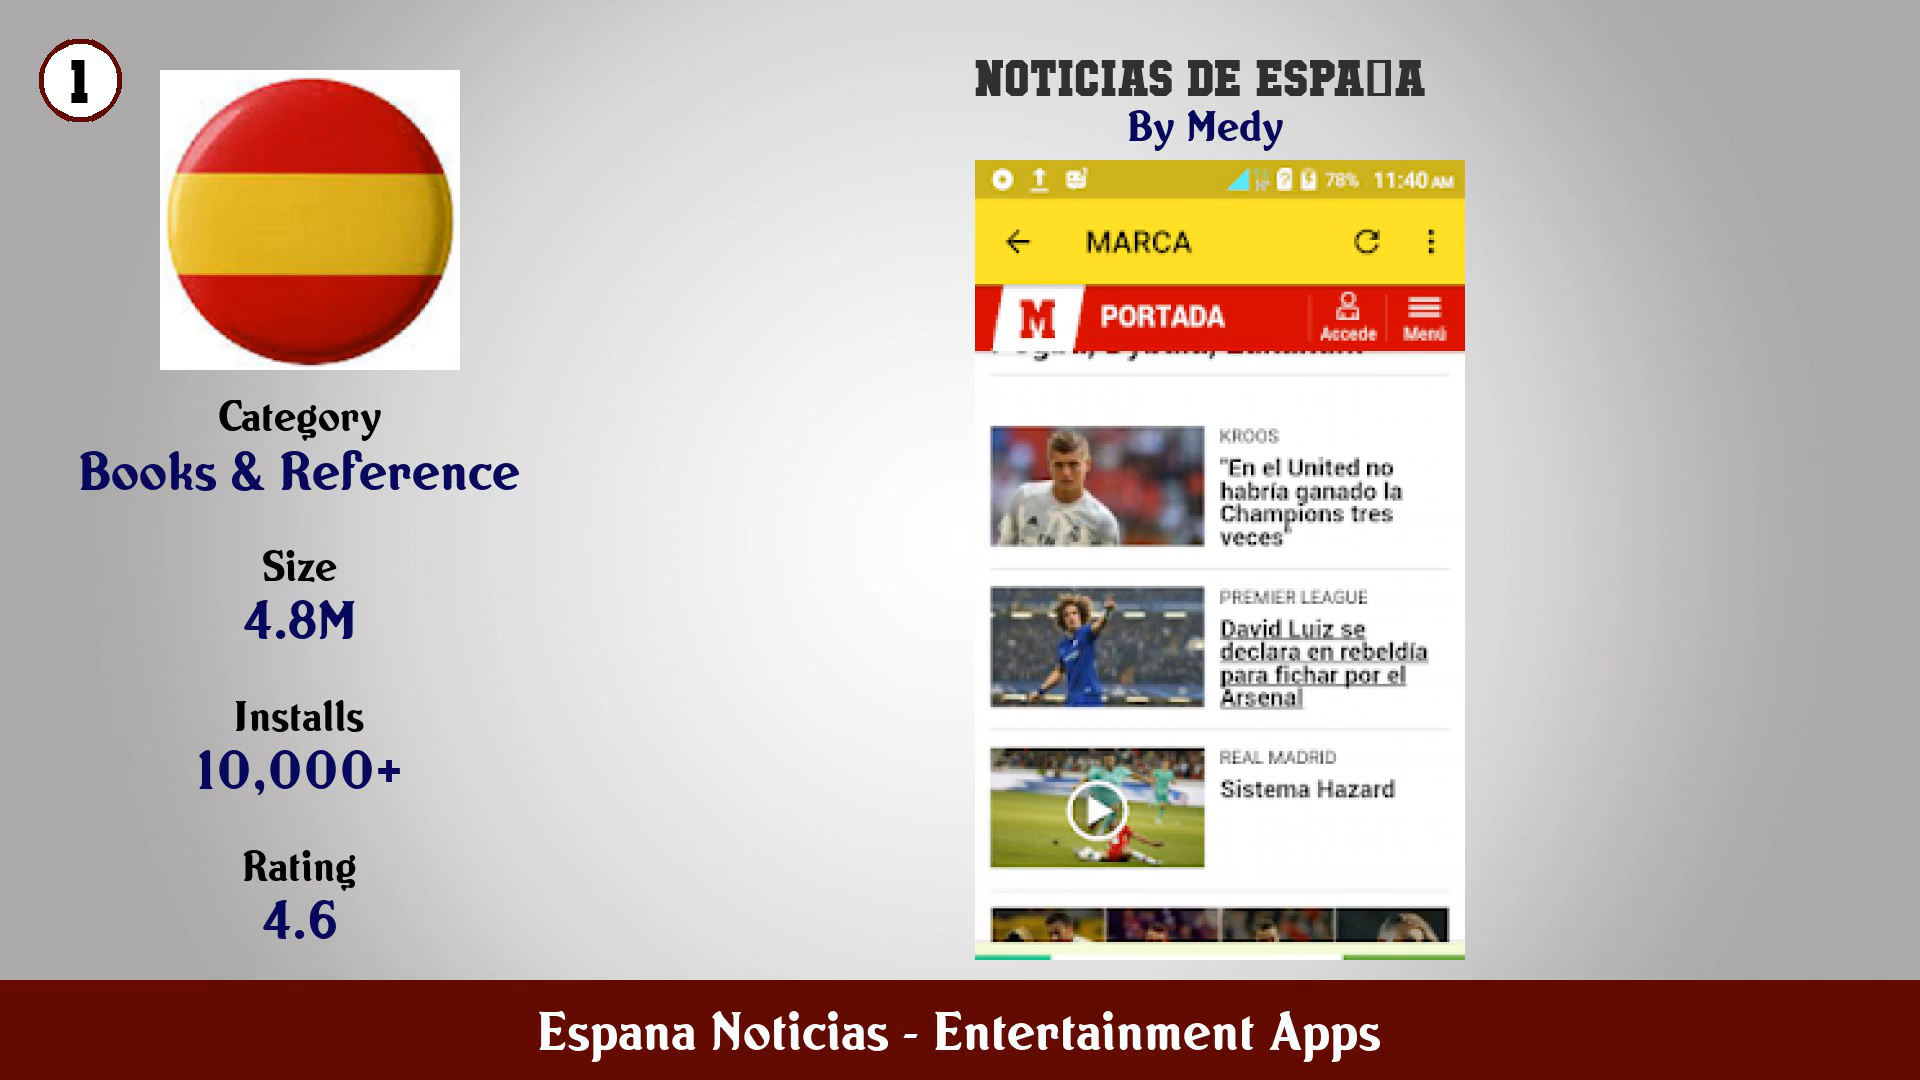 1
NOTICIAS DE ESPA▯A
By Medy
78% 11:40 AM
MARCA
M PORTADA
Accede
Menú
KROOS
"En el United no
habría ganado la
Champions tres
veces"
PREMIER LEAGUE
David Luiz se
declara en rebeldía
para fichar por el
Arsenal
REAL MADRID
Sistema Hazard
Category
Books & Reference
Size
4.8M
Installs
10,000+
Rating
4.6
Espana Noticias - Entertainment Apps